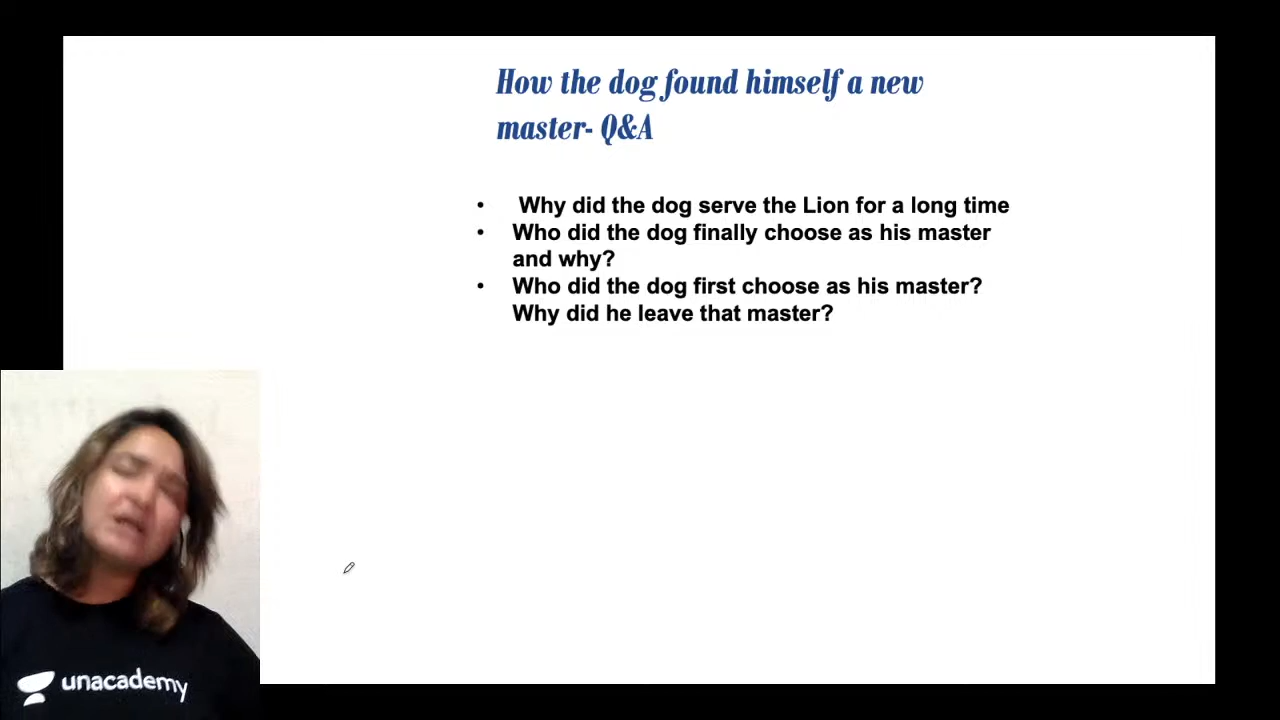 How the dog found himself a new
master- Q&A
• Why did the dog serve the Lion for a long time
• Who did the dog finally choose as his master
and why?
• Who did the dog first choose as his master?
Why did he leave that master?
unacademy